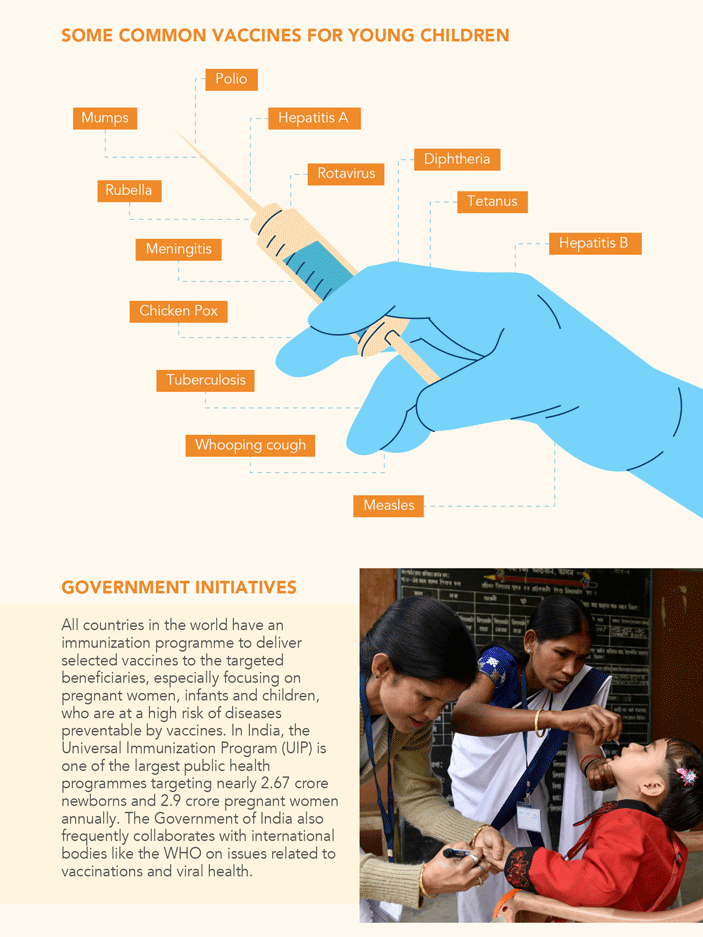 SOME COMMON VACCINES FOR YOUNG CHILDREN
Polio
Mumps
Hepatitis A
Diphtheria
Rotavirus
Rubella
Tetanus
Meningitis
Hepatitis B
Chicken Pox
Tuberculosis
Whooping cough
Measles
GOVERNMENT INITIATIVES
All countries in the world have an
immunization programme to deliver
selected vaccines to the targeted
beneficiaries, especially focusing on
pregnant women, infants and children,
who are at a high risk of diseases
preventable by vaccines. In India, the
Universal Immunization Program (UIP) is
one of the largest public health
programmes targeting nearly 2.67 crore
newborns and 2.9 crore pregnant women
annually. The Government of India also
frequently collaborates with international
bodies like the WHO on issues related to
vaccinations and viral health.